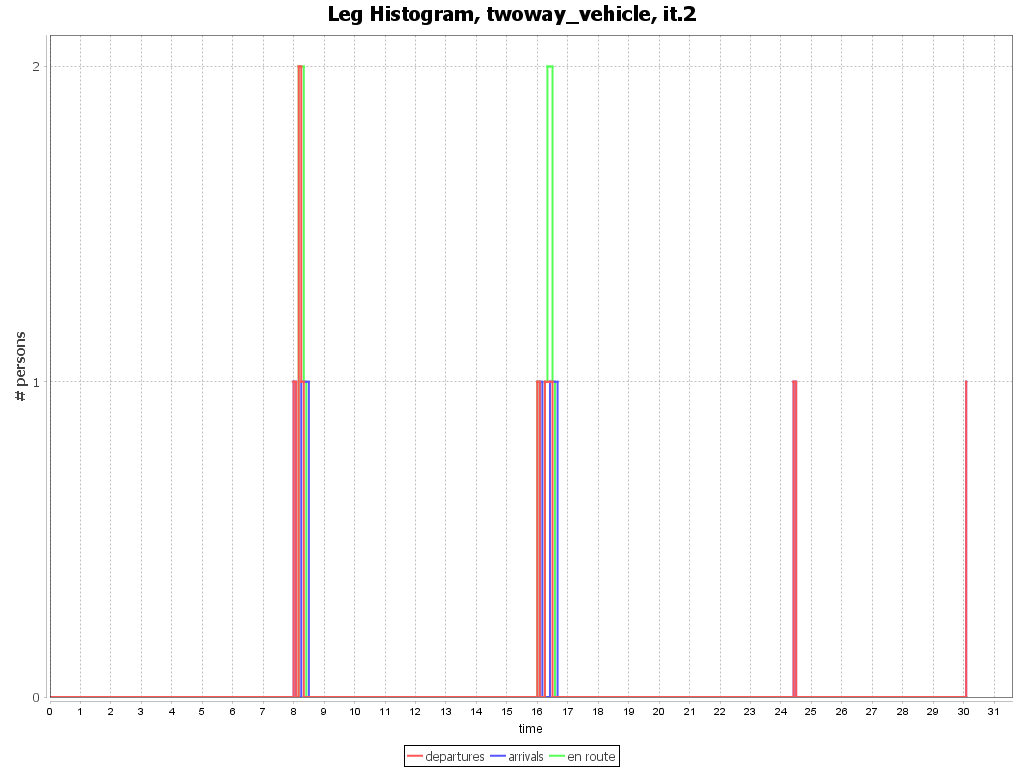 Leg Histogram, twoway_vehicle, it.2
2
1
0
# persons
0 1 2 3 4 5 6 7 8 9 10 11 12 13 14 15 16 17 18 19 20 21 22 23 24 25 26 27 28 29 30 31
time
departures arrivals en route